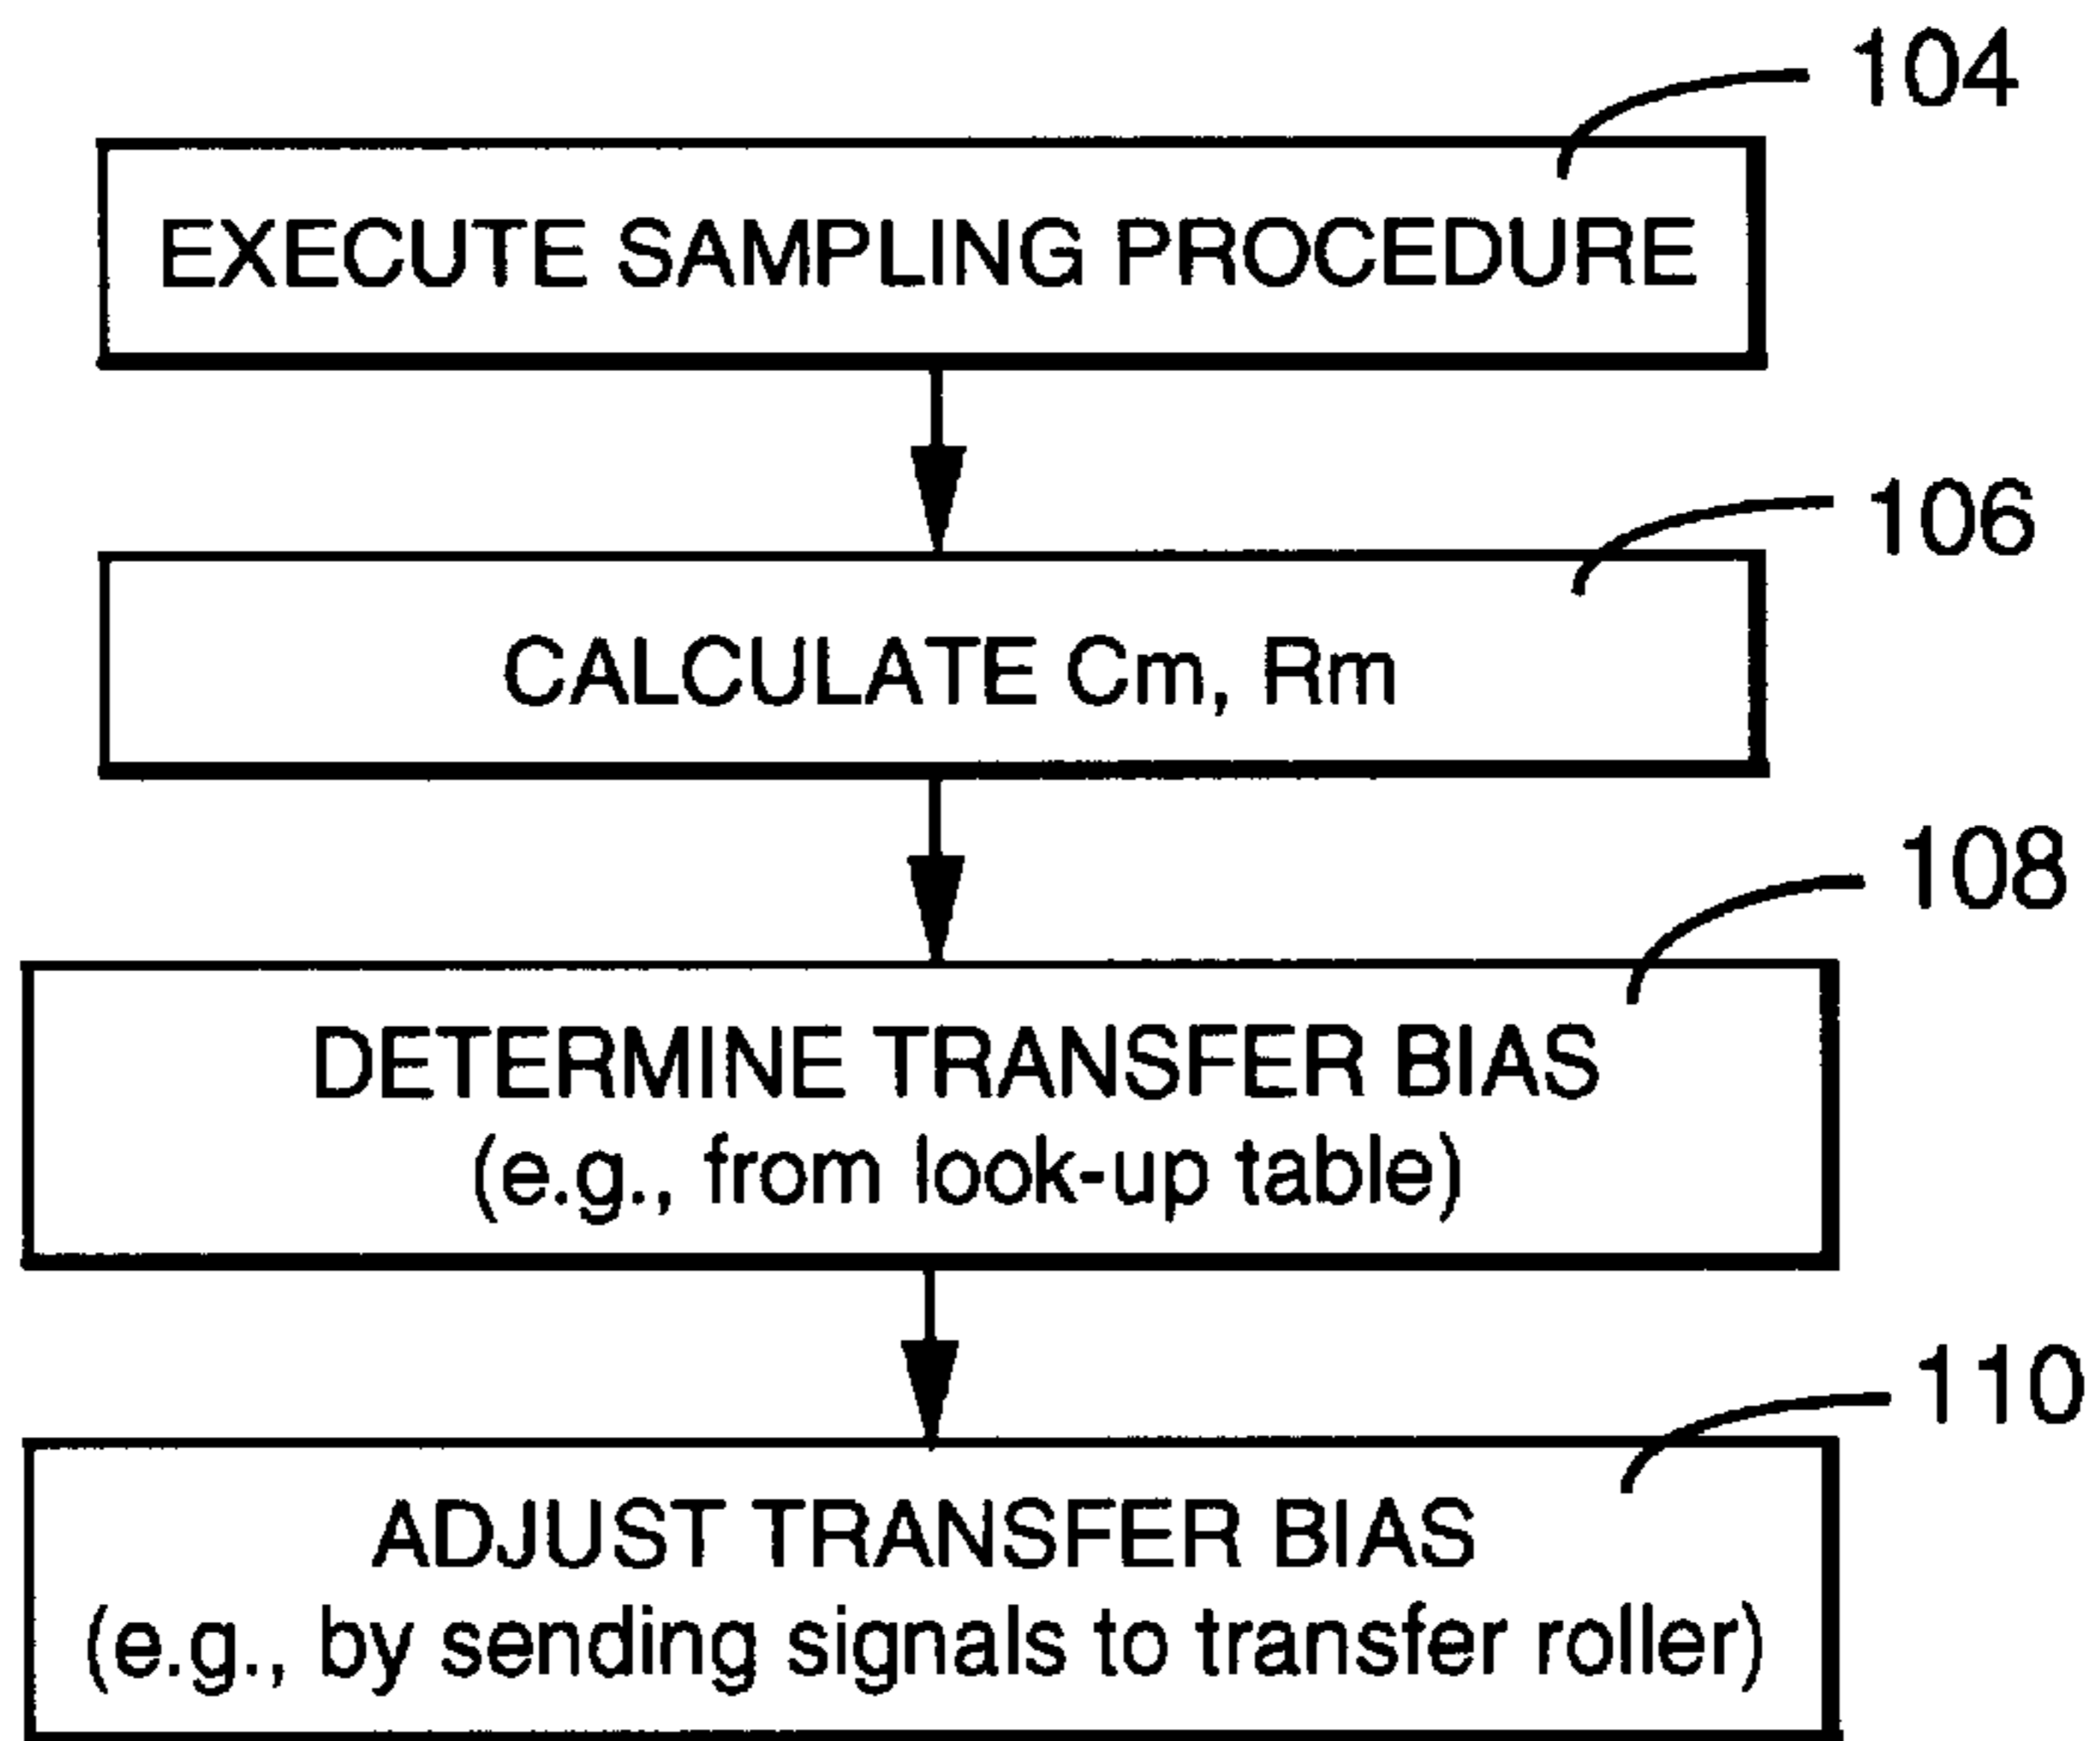 104
EXECUTE SAMPLING PROCEDURE
106
CALCULATE Cm, Rm
108
DETERMINE TRANSFER BIAS
(e.g., from look-up table)
110
ADJUST TRANSFER BIAS
(e.g., by sending signals to transfer roller)